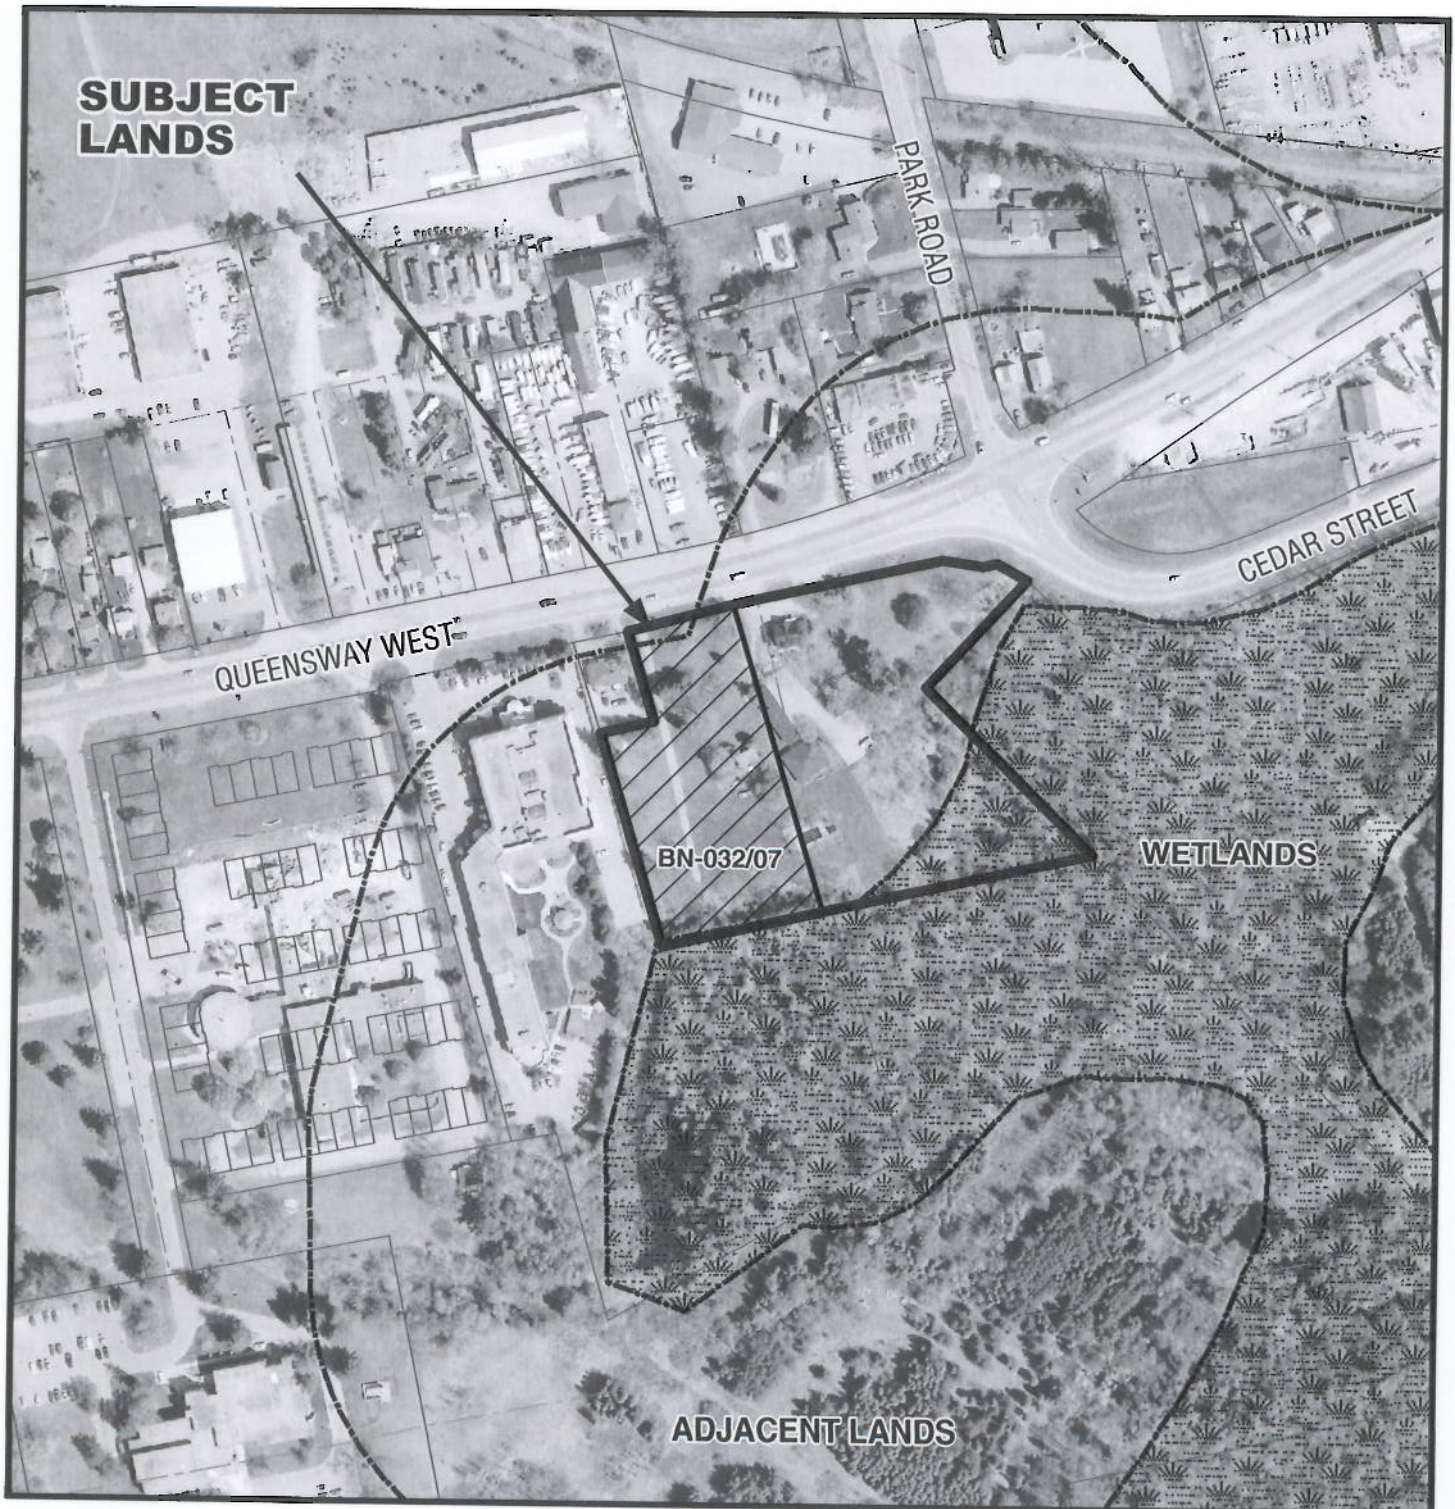 SUBJECT
LANDS
PARK ROAD
CEDAR STREET
QUEENSWAY WEST
BN-032/07
WETLANDS
ADJACENT LANDS